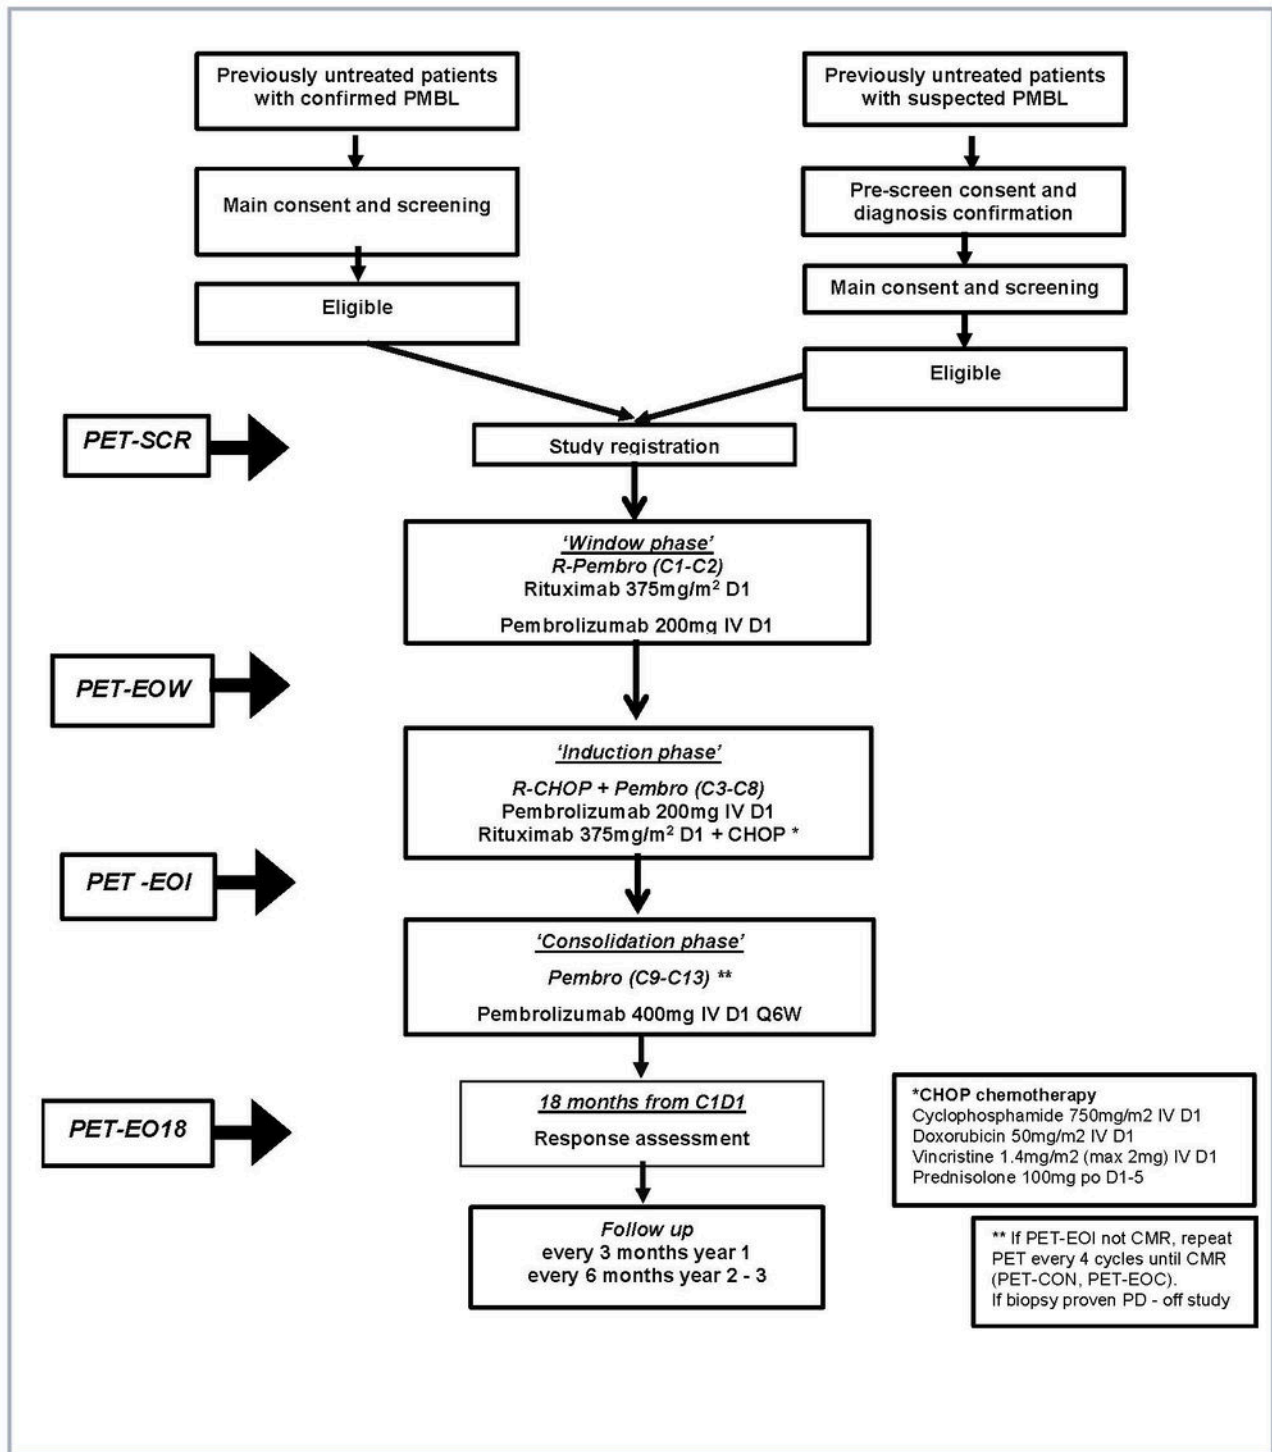 Previously untreated patients
with confirmed PMBL
Previously untreated patients
with suspected PMBL
Main consent and screening
Pre-screen consent and
diagnosis confirmation
Eligible
Main consent and screening
Eligible
PET-SCR
Study registration
'Window phase'
R-Pembro (C1-C2)
Rituximab 375mg/m² D1
Pembrolizumab 200mg IV D1
PET-EOW
'Induction phase'
R-CHOP + Pembro (C3-C8)
Pembrolizumab 200mg IV D1
Rituximab 375mg/m² D1 + CHOP *
PET -EOI
'Consolidation phase'
Pembro (C9-C13) **
Pembrolizumab 400mg IV D1 Q6W
PET-EO18
18 months from C1D1
Response assessment
Follow up
every 3 months year 1
every 6 months year 2 - 3
*CHOP chemotherapy
Cyclophosphamide 750mg/m2 IV D1
Doxorubicin 50mg/m2 IV D1
Vincristine 1.4mg/m2 (max 2mg) IV D1
Prednisolone 100mg po D1-5
** If PET-EOI not CMR, repeat
PET every 4 cycles until CMR
(PET-CON, PET-EOC).
If biopsy proven PD - off study